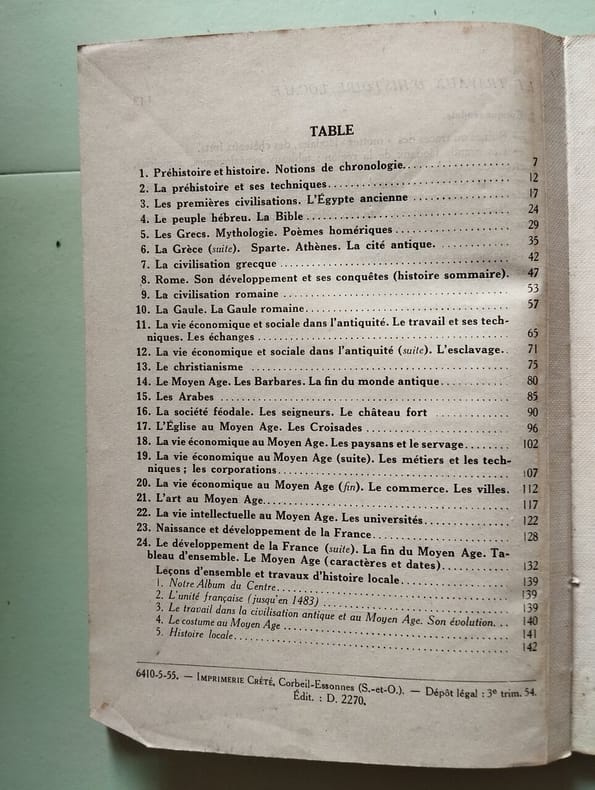 TABLE
1. Préhistoire et histoire. Notions de chronologie. 7
2. La préhistoire et ses techniques. 12
3. Les premières civilisations. L'Égypte ancienne 17
4. Le peuple hébreu. La Bible 24
5. Les Grecs. Mythologie. Poèmes homériques 29
6. La Grèce (suite). Sparte. Athènes. La cité antique. 35
7. La civilisation grecque 42
8. Rome. Son développement et ses conquêtes (histoire sommaire). 47
9. La civilisation romaine 53
10. La Gaule. La Gaule romaine 57
11. La vie économique et sociale dans l'antiquité. Le travail et ses tech-
niques. Les échanges 65
12. La vie économique et sociale dans l'antiquité (suite). L'esclavage. 71
13. Le christianisme 75
14. Le Moyen Age. Les Barbares. La fin du monde antique 80
15. Les Arabes 85
16. La société féodale. Les seigneurs. Le château fort 90
17. L'Église au Moyen Age. Les Croisades 96
18. La vie économique au Moyen Age. Les paysans et le servage 102
19. La vie économique au Moyen Age (suite). Les métiers et les tech-
niques ; les corporations 107
20. La vie économique au Moyen Age (fin). Le commerce. Les villes. 112
21. L'art au Moyen Age 117
22. La vie intellectuelle au Moyen Age. Les universités 122
23. Naissance et développement de la France 128
24. Le développement de la France (suite). La fin du Moyen Age. Ta-
bleau d'ensemble. Le Moyen Age (caractères et dates) 132
Leçons d'ensemble et travaux d'histoire locale 139
1. Notre Album du Centre 139
2. L'unité française (jusqu'en 1483) 139
3. Le travail dans la civilisation antique et au Moyen Age. Son évolution. 140
4. Le costume au Moyen Age 141
5. Histoire locale 142
6410-5-55. — IMPRIMERIE CRÉTÉ, Corbeil-Essonnes (S.-et-O.). — Dépôt légal : 3e trim. 54.
Édit. : D. 2270.